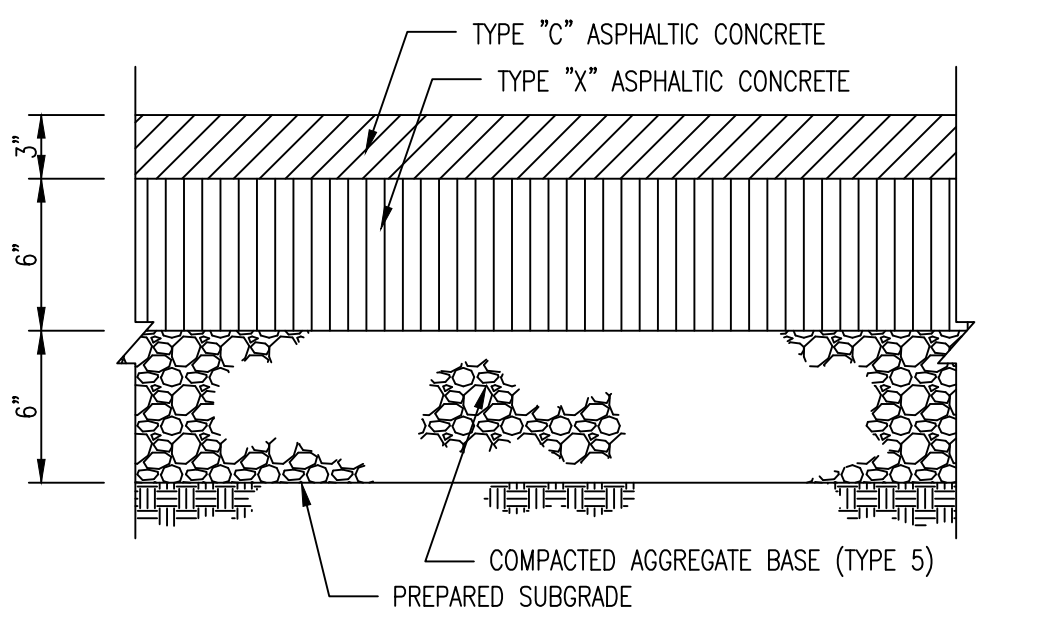 TYPE "C" ASPHALTIC CONCRETE
TYPE "X" ASPHALTIC CONCRETE
3"
6"
6"
COMPACTED AGGREGATE BASE (TYPE 5)
PREPARED SUBGRADE